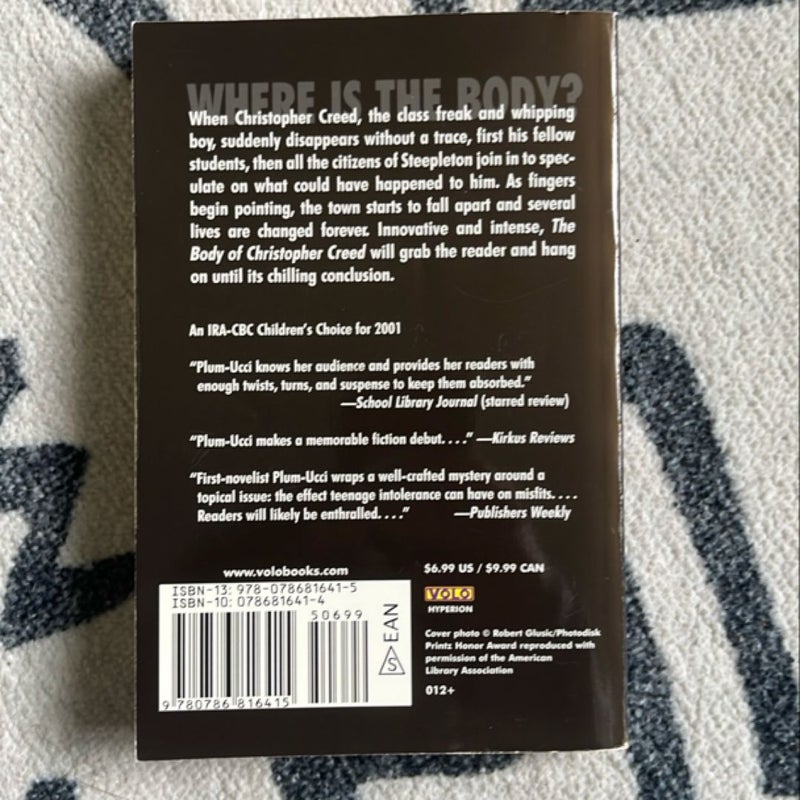 WHERE IS THE BODY?
When Christopher Creed, the class freak and whipping
boy, suddenly disappears without a trace, first his fellow
students, then all the citizens of Steepleton join in to spec-
ulate on what could have happened to him. As fingers
begin pointing, the town starts to fall apart and several
lives are changed forever. Innovative and intense, The
Body of Christopher Creed will grab the reader and hang
on until its chilling conclusion.
An IRA-CBC Children's Choice for 2001
"Plum-Ucci knows her audience and provides her readers with
enough twists, turns, and suspense to keep them absorbed."
—School Library Journal (starred review)
"Plum-Ucci makes a memorable fiction debut...." —Kirkus Reviews
"First-novelist Plum-Ucci wraps a well-crafted mystery around a
topical issue: the effect teenage intolerance can have on misfits....
Readers will likely be enthralled...." —Publishers Weekly
www.volobooks.com
ISBN-13: 978-078681641-5
ISBN-10: 078681641-4
50699
EAN
S
9 780786 816415
$6.99 US / $9.99 CAN
VOLO
HYPERION
Cover photo © Robert Glusic/Photodisk
Printz Honor Award reproduced with
permission of the American
Library Association
012+